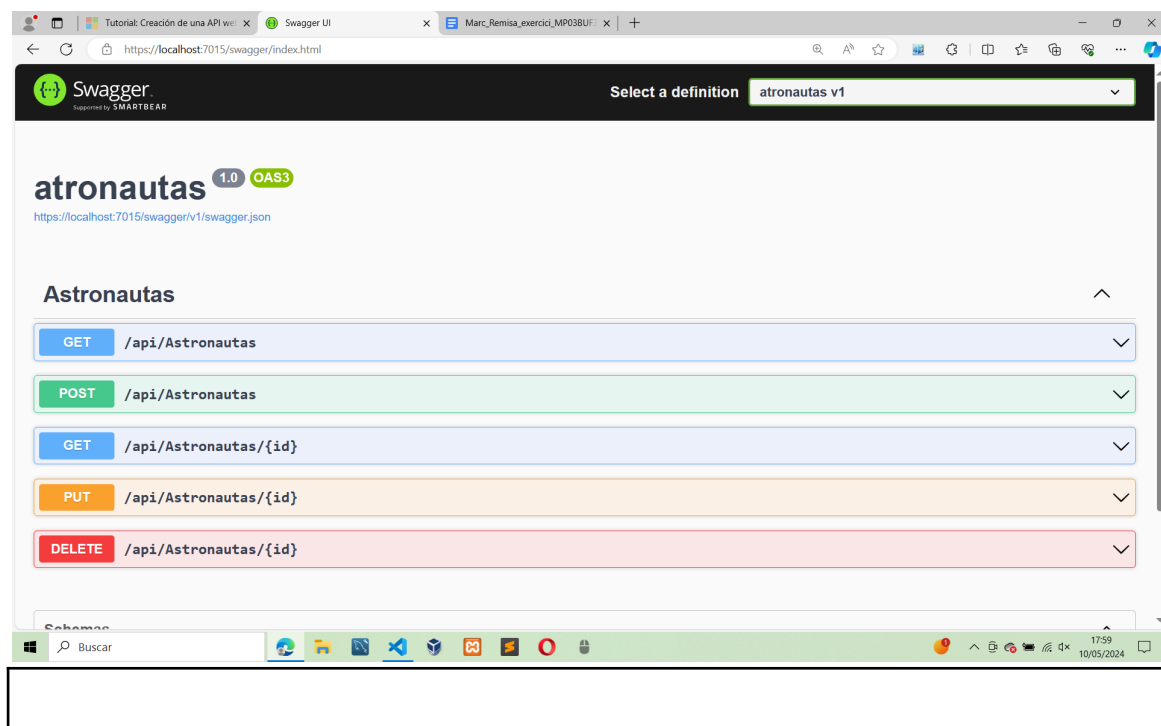 Tutorial: Creación de una API we
Swagger UI
Marc_Remisa_exercici_MP03BUF
https://localhost:7015/swagger/index.html
Swagger.
Supported by SMARTBEAR
Select a definition
atronautas v1
atronautas 1.0 OAS3
https://localhost:7015/swagger/v1/swagger.json
Astronautas
GET /api/Astronautas
POST /api/Astronautas
GET /api/Astronautas/{id}
PUT /api/Astronautas/{id}
DELETE /api/Astronautas/{id}
Schemas
Buscar
17:59
10/05/2024